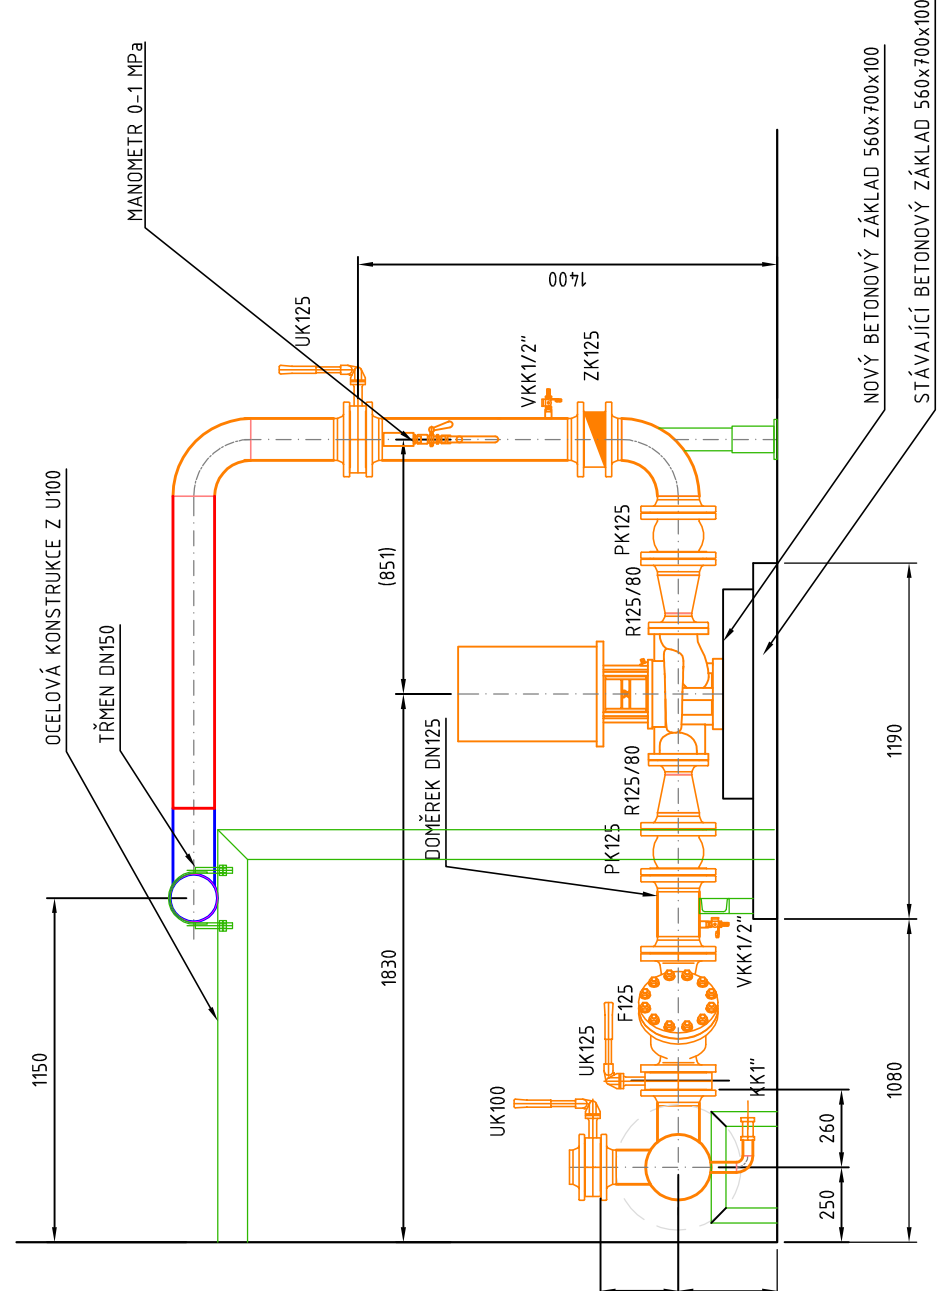 MANOMETR 0-1 MPa
NOVÝ BETONOVÝ ZÁKLAD 560x700x100
STÁVAJÍCÍ BETONOVÝ ZÁKLAD 560x700x100
UK125
1400
VKK1/2"
ZK125
OCELOVÁ KONSTRUKCE Z U100
TŘMEN DN150
(851)
PK125
R125/80
DOMĚREK DN125
R125/80
PK125
1190
1830
VKK1/2"
F125
UK125
UK100
KK1"
1150
1080
260
250